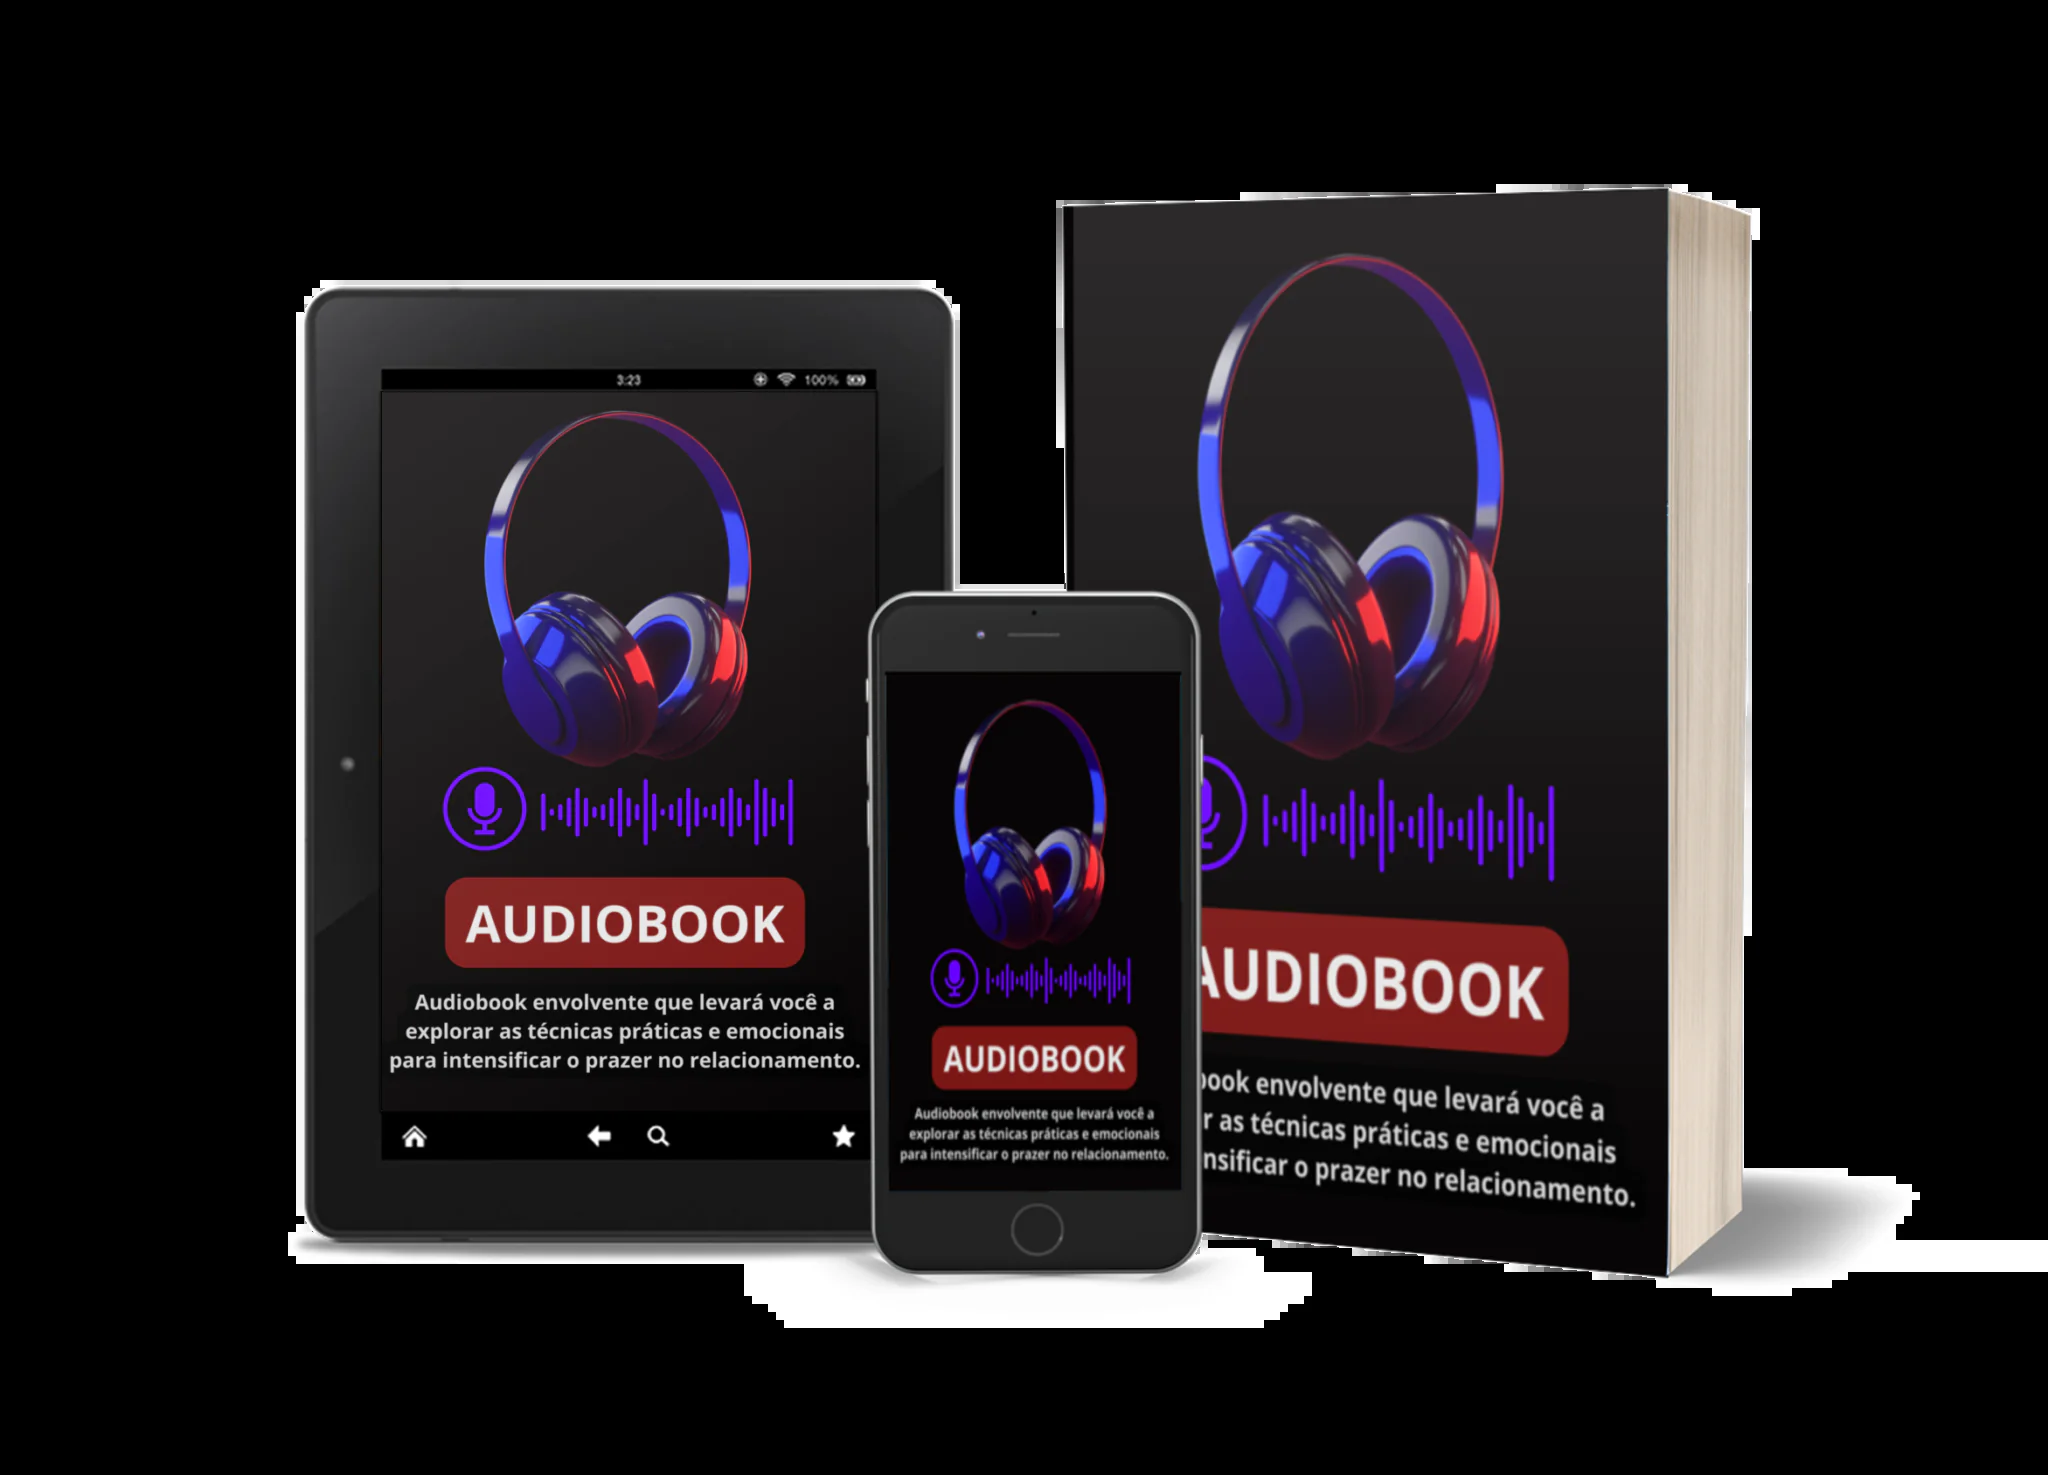 3:23
100%
AUDIOBOOK
Audiobook envolvente que levará você a
explorar as técnicas práticas e emocionais
para intensificar o prazer no relacionamento.
AUDIOBOOK
Audiobook envolvente que levará você a
explorar as técnicas práticas e emocionais
para intensificar o prazer no relacionamento.
AUDIOBOOK
book envolvente que levará você a
r as técnicas práticas e emocionais
nsificar o prazer no relacionamento.